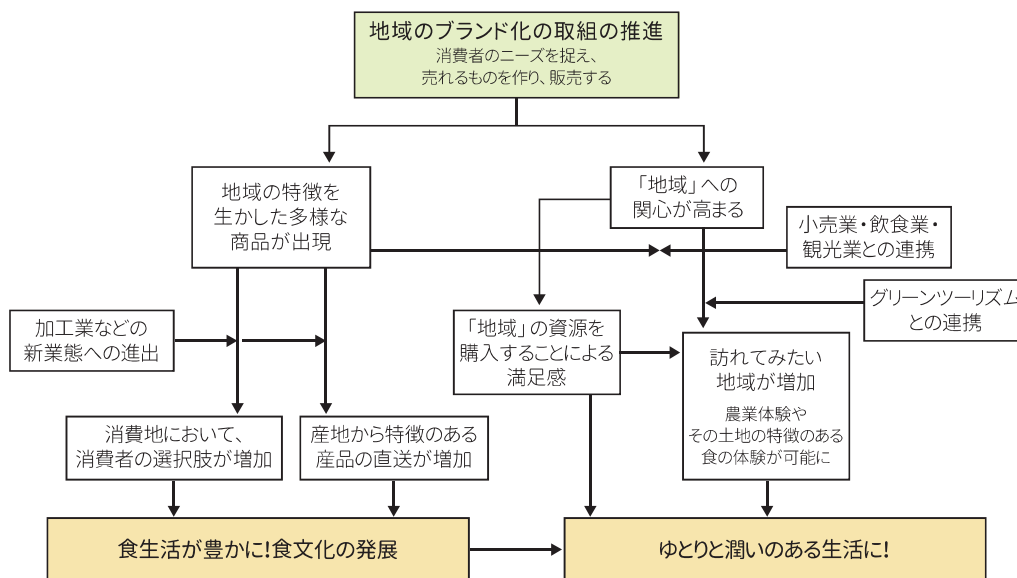 地域のブランド化の取組の推進
消費者のニーズを捉え、
売れるものを作り、販売する
地域の特徴を
生かした多様な
商品が出現
「地域」への
関心が高まる
小売業・飲食業・
観光業との連携
グリーンツーリズム
との連携
加工業などの
新業態への進出
「地域」の資源を
購入することによる
満足感
訪れてみたい
地域が増加
農業体験や
その土地の特徴のある
食の体験が可能に
消費地において、
消費者の選択肢が増加
産地から特徴のある
産品の直送が増加
食生活が豊かに!食文化の発展
ゆとりと潤いのある生活に!